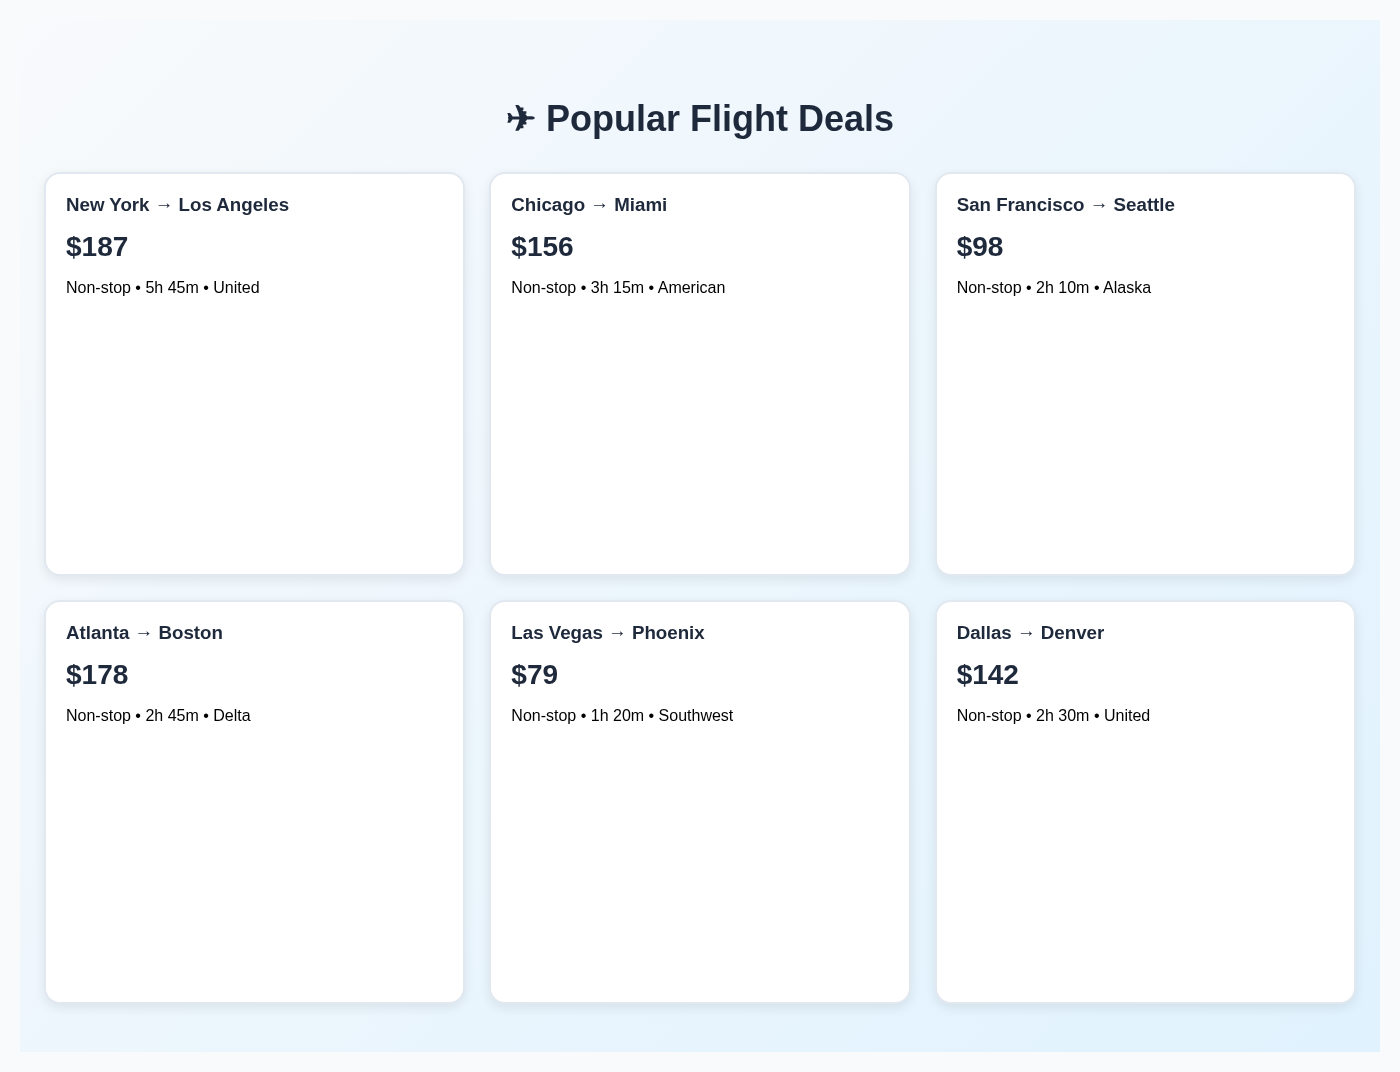 ✈ Popular Flight Deals
New York → Los Angeles
$187
Non-stop • 5h 45m • United
Chicago → Miami
$156
Non-stop • 3h 15m • American
San Francisco → Seattle
$98
Non-stop • 2h 10m • Alaska
Atlanta → Boston
$178
Non-stop • 2h 45m • Delta
Las Vegas → Phoenix
$79
Non-stop • 1h 20m • Southwest
Dallas → Denver
$142
Non-stop • 2h 30m • United